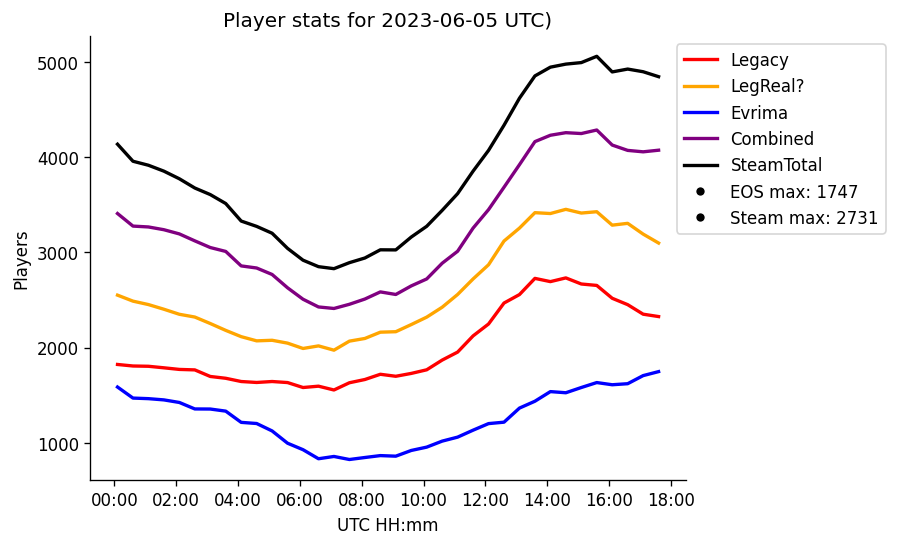 Player stats for 2023-06-05 UTC)
Players
5000
4000
3000
2000
1000
00:00 02:00 04:00 06:00 08:00 10:00 12:00 14:00 16:00 18:00
UTC HH:mm
Legacy
LegReal?
Evrima
Combined
SteamTotal
EOS max: 1747
Steam max: 2731